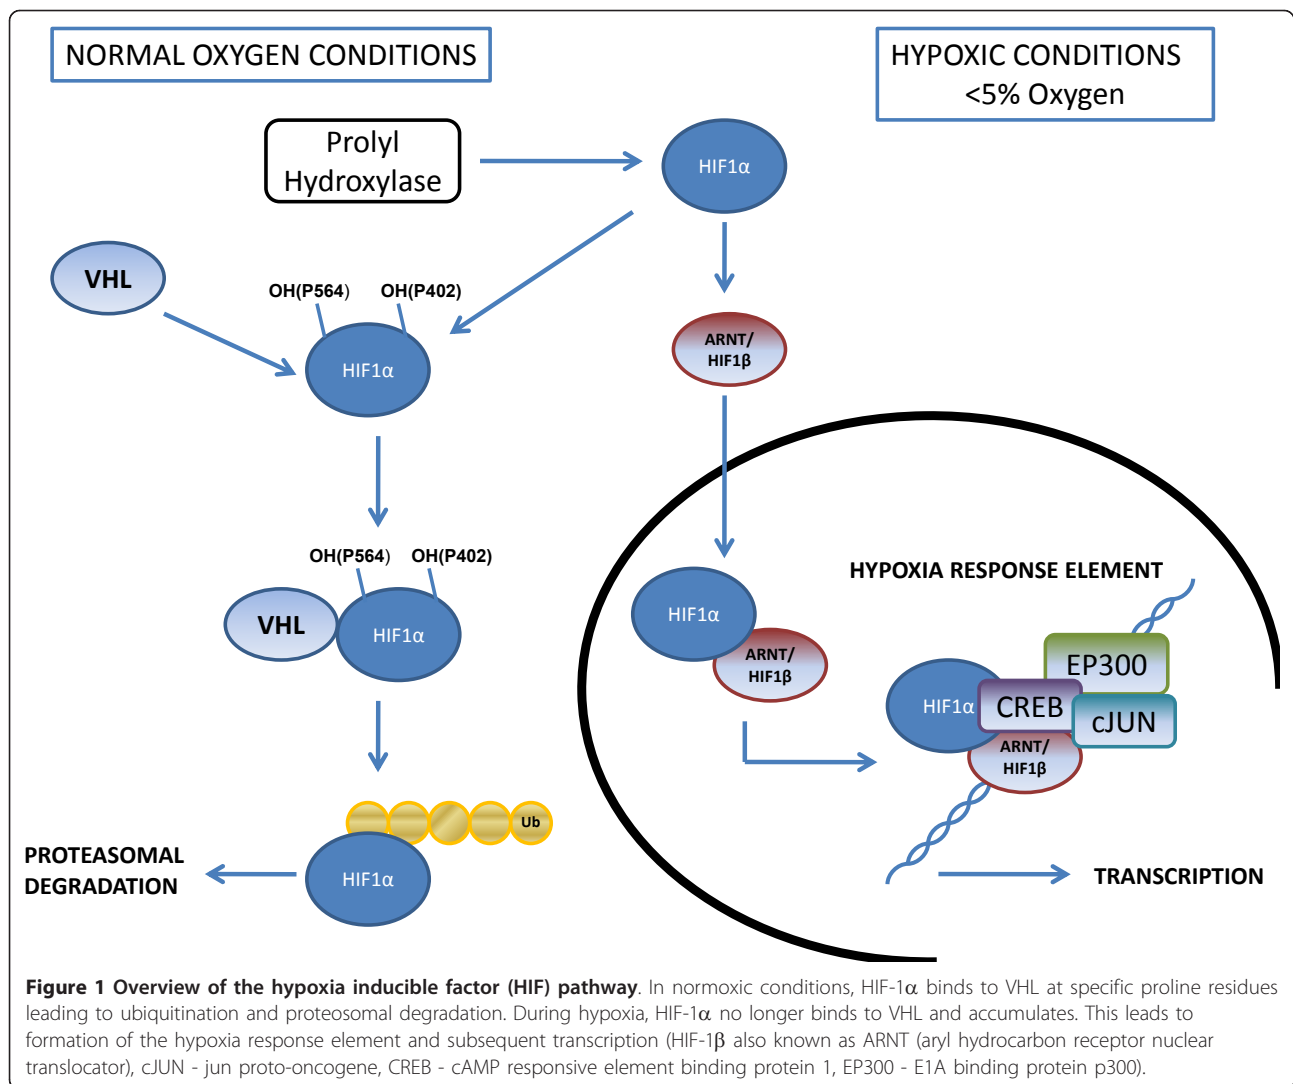 NORMAL OXYGEN CONDITIONS
HYPOXIC CONDITIONS
<5% Oxygen
Prolyl
Hydroxylase
HIF1α
VHL
OH(P564)
OH(P402)
HIF1α
ARNT/
HIF1β
OH(P564)
OH(P402)
VHL
HIF1α
HIF1α
ARNT/
HIF1β
HYPOXIA RESPONSE ELEMENT
EP300
HIF1α
CREB
cJUN
ARNT/
HIF1β
Ub
HIF1α
PROTEASOMAL
DEGRADATION
TRANSCRIPTION
Figure 1 Overview of the hypoxia inducible factor (HIF) pathway. In normoxic conditions, HIF-1α binds to VHL at specific proline residues
leading to ubiquitination and proteosomal degradation. During hypoxia, HIF-1α no longer binds to VHL and accumulates. This leads to
formation of the hypoxia response element and subsequent transcription (HIF-1β also known as ARNT (aryl hydrocarbon receptor nuclear
translocator), cJUN - jun proto-oncogene, CREB - cAMP responsive element binding protein 1, EP300 - E1A binding protein p300).